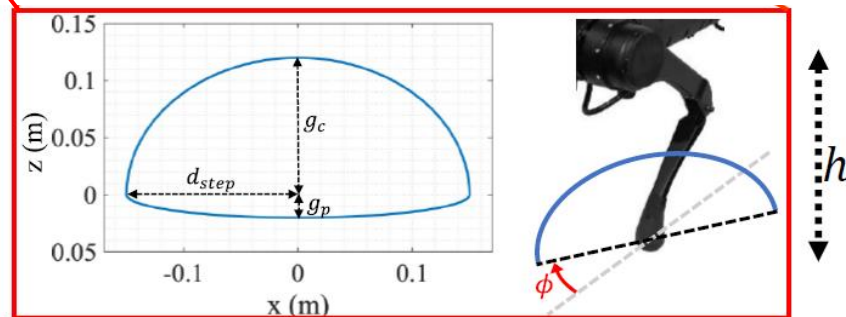 0.15
0.1
0.05
0
0.05
z (m)
g_c
d_step
g_p
-0.1
0
0.1
x (m)
ϕ
h